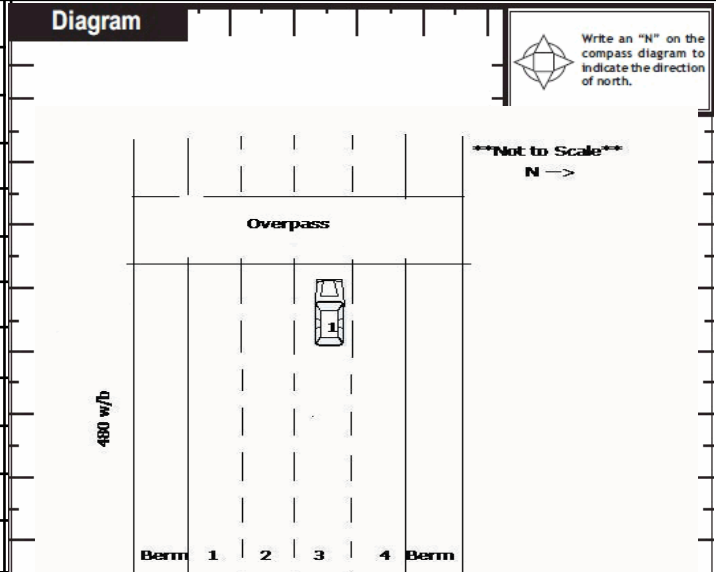 Diagram
Write an “N” on the
compass diagram to
indicate the direction
of north.
**Not to Scale**
N -->
Overpass
1
480 w/b
Berm 1 2 3 4 Berm